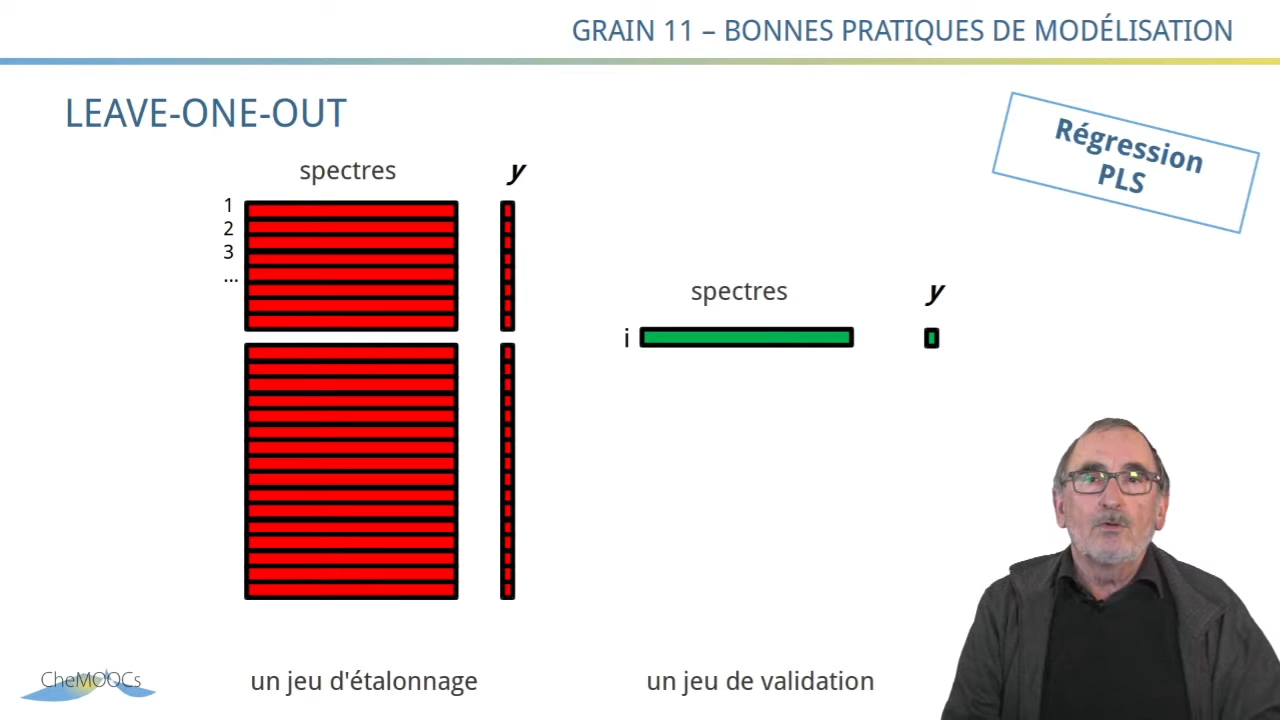 GRAIN 11 – BONNES PRATIQUES DE MODÉLISATION
LEAVE-ONE-OUT
Régression
PLS
spectres y
1
2
3
...
spectres y
i
un jeu d'étalonnage
un jeu de validation
CheMOOCs